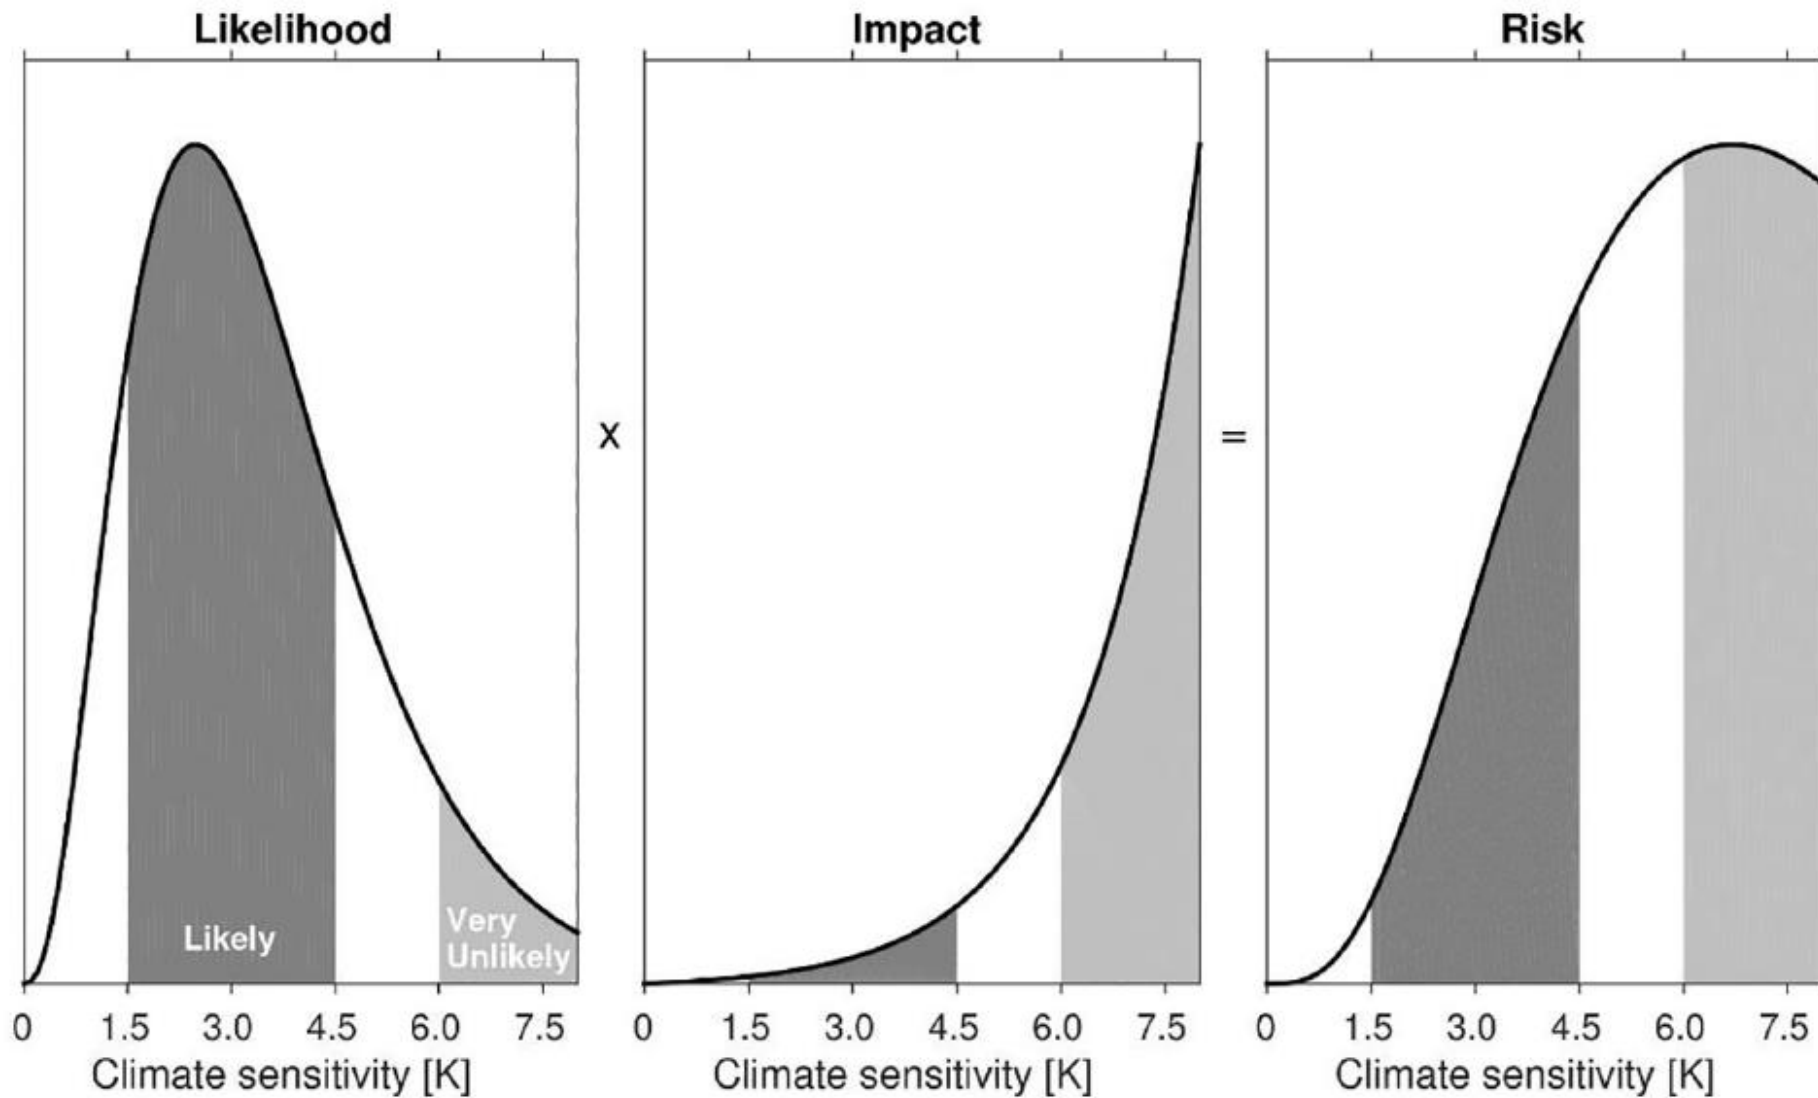 Likelihood
Impact
Risk
Likely
Very
Unlikely
x
=
0 1.5 3.0 4.5 6.0 7.5
Climate sensitivity [K]
0 1.5 3.0 4.5 6.0 7.5
Climate sensitivity [K]
0 1.5 3.0 4.5 6.0 7.5
Climate sensitivity [K]